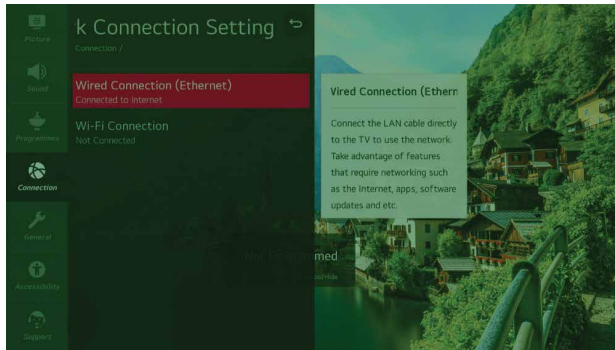 Picture
Sound
Programmes
Connection
General
Accessibility
Support
k Connection Setting
Connection /
Wired Connection (Ethernet)
Connected to Internet
Wi-Fi Connection
Not Connected
Vired Connection (Ethern
Connect the LAN cable directly
to the TV to use the network.
Take advantage of features
that require networking such
as the Internet, apps, software
updates and etc.